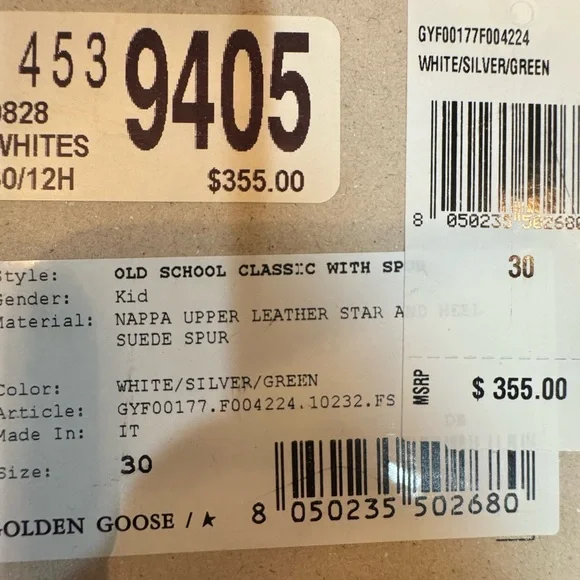 453
9405
0828
WHITES
30/12H
$355.00
GYF00177F004224
WHITE/SILVER/GREEN
8 050235 502680
30
MSRP $ 355.00
Style: OLD SCHOOL CLASSIC WITH SPUR
Gender: Kid
Material: NAPPA UPPER LEATHER STAR AND HEEL
SUEDE SPUR
Color: WHITE/SILVER/GREEN
Article: GYF00177.F004224.10232.FS
Made In: IT
Size: 30
GOLDEN GOOSE /
8 050235 502680